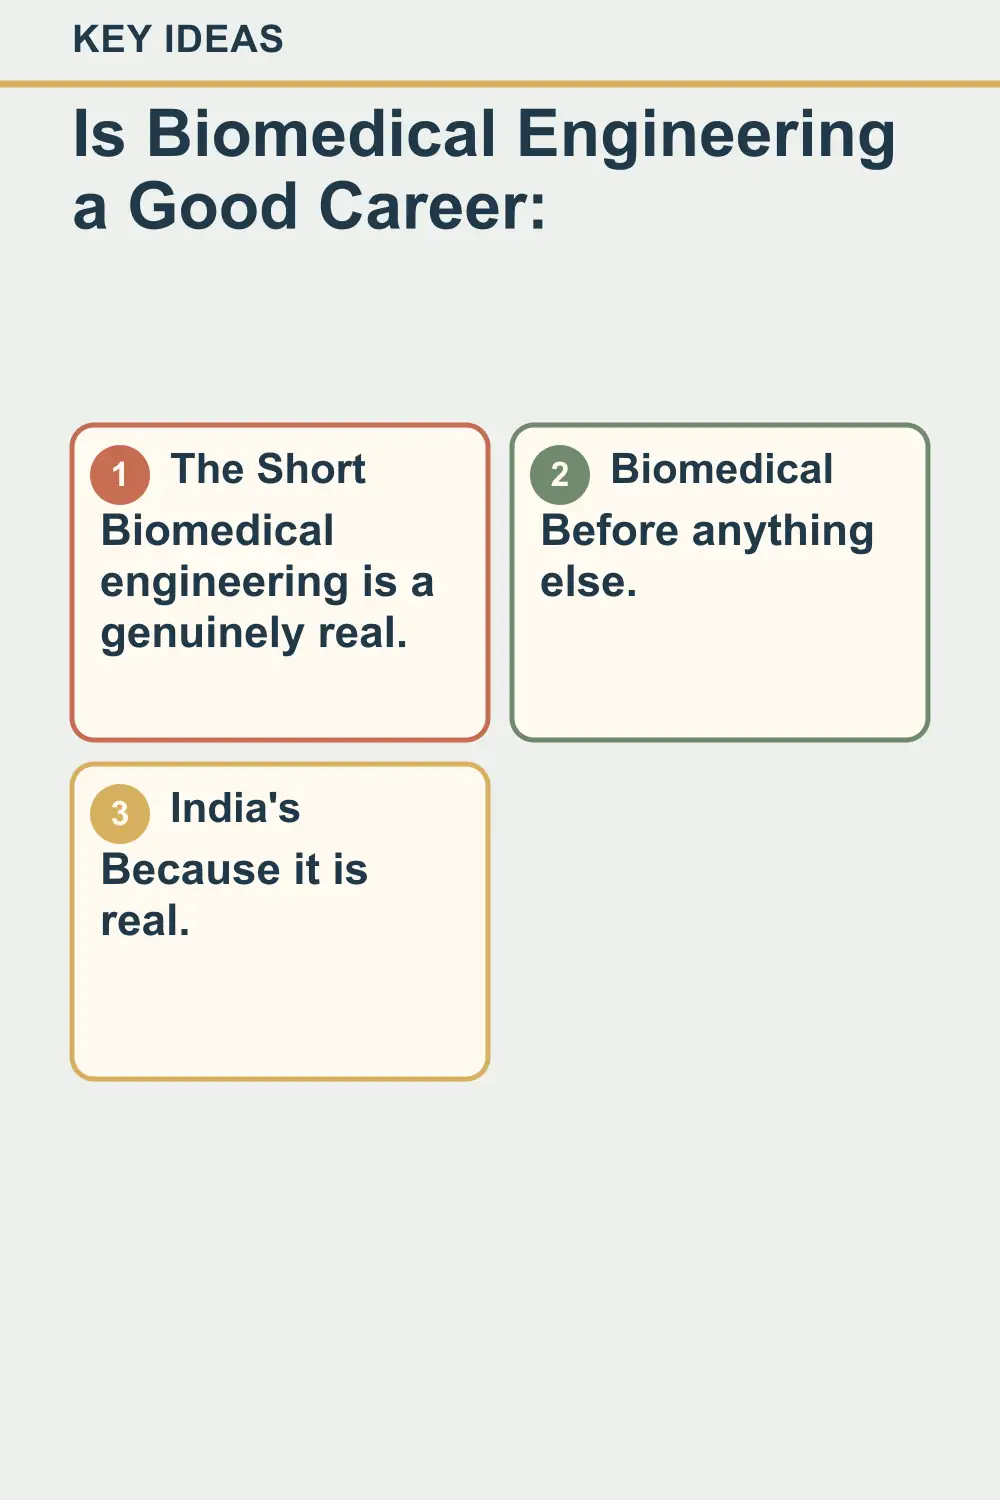 KEY IDEAS
Is Biomedical Engineering
a Good Career:
1 The Short
Biomedical
engineering is a
genuinely real.
2 Biomedical
Before anything
else.
3 India's
Because it is
real.